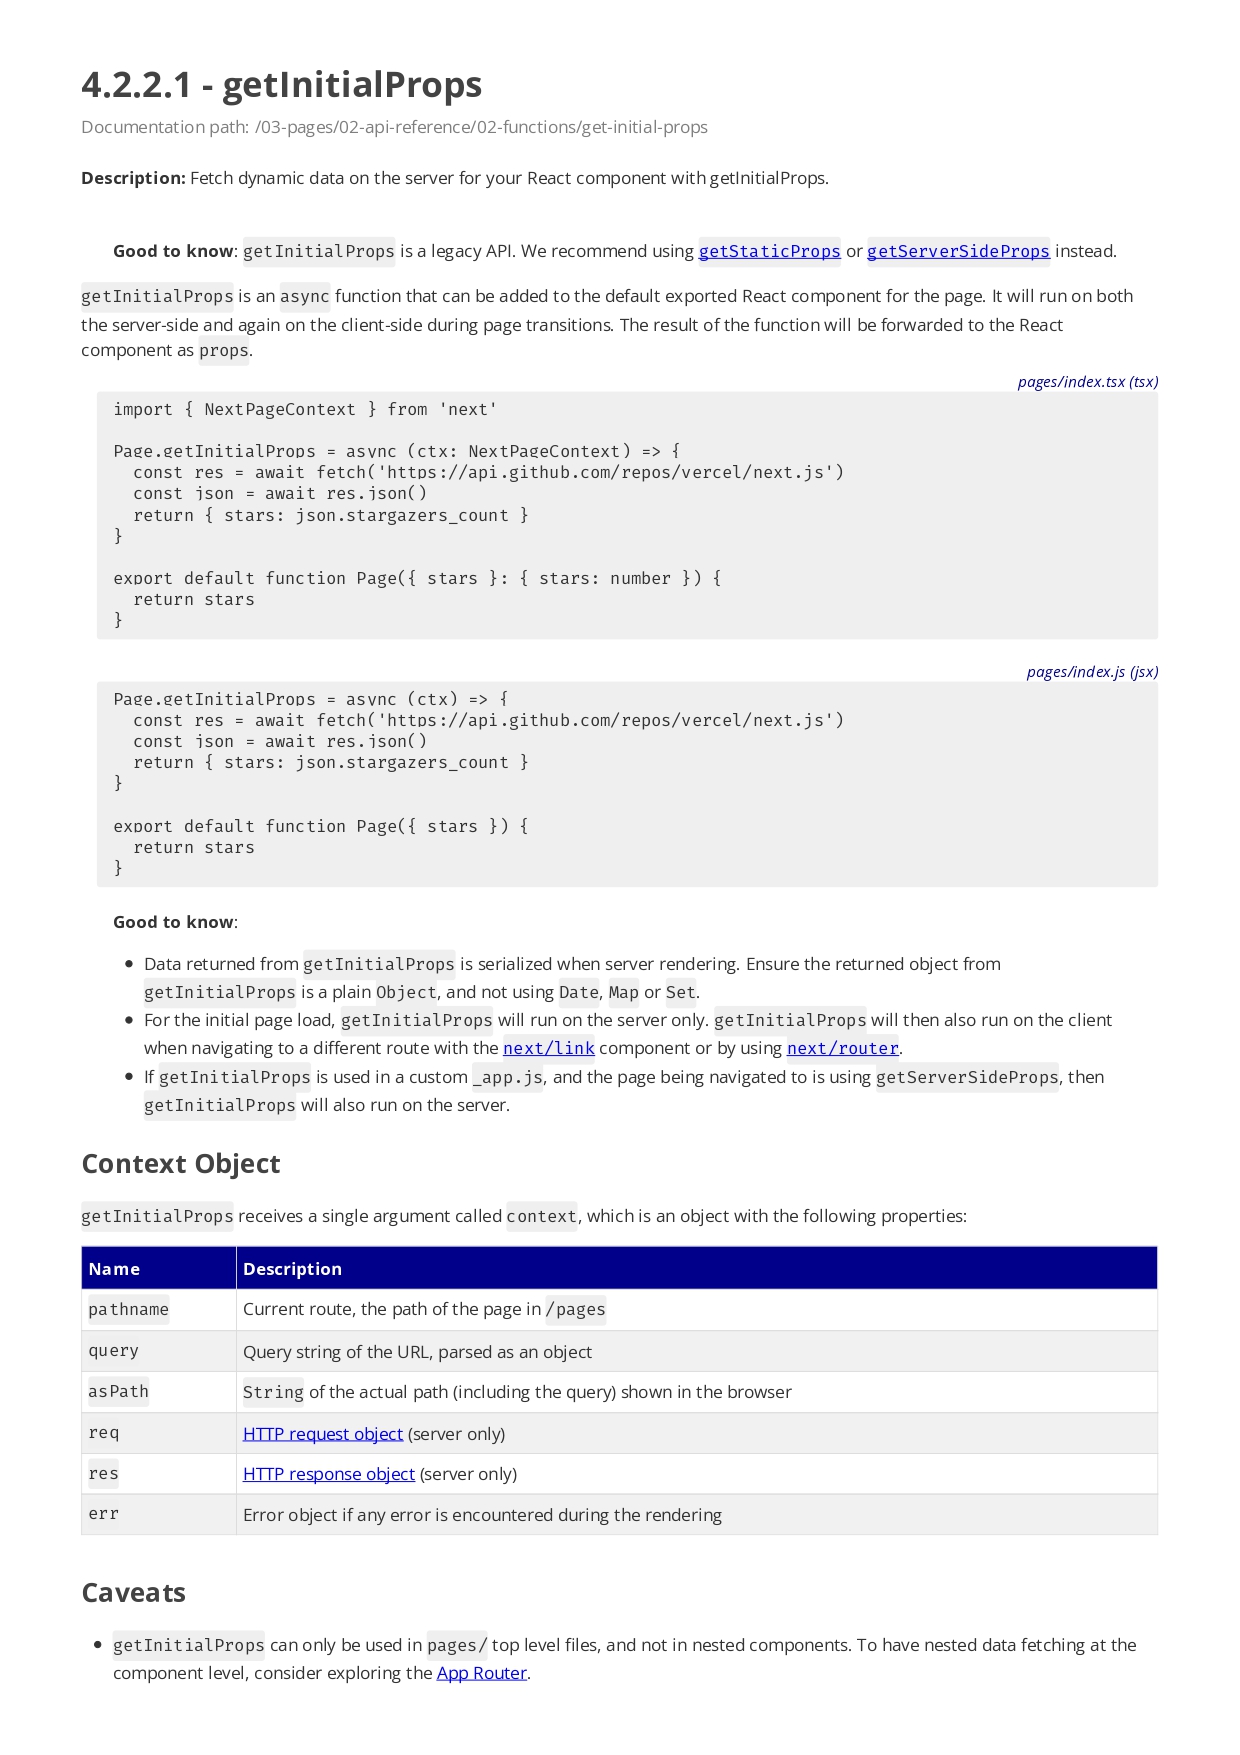 4.2.2.1 - getInitialProps
Documentation path: /03-pages/02-api-reference/02-functions/get-initial-props
Description: Fetch dynamic data on the server for your React component with getInitialProps.
Good to know: getInitialProps is a legacy API. We recommend using getStaticProps or getServerSideProps instead.
getInitialProps is an async function that can be added to the default exported React component for the page. It will run on both
the server-side and again on the client-side during page transitions. The result of the function will be forwarded to the React
component as props.
pages/index.tsx (tsx)
import { NextPageContext } from 'next'
Page.getInitialProps = async (ctx: NextPageContext) => {
  const res = await fetch('https://api.github.com/repos/vercel/next.js')
  const json = await res.json()
  return { stars: json.stargazers_count }
}
export default function Page({ stars }: { stars: number }) {
  return stars
}
pages/index.js (jsx)
Page.getInitialProps = async (ctx) => {
  const res = await fetch('https://api.github.com/repos/vercel/next.js')
  const json = await res.json()
  return { stars: json.stargazers_count }
}
export default function Page({ stars }) {
  return stars
}
Good to know:
• Data returned from getInitialProps is serialized when server rendering. Ensure the returned object from
getInitialProps is a plain Object, and not using Date, Map or Set.
• For the initial page load, getInitialProps will run on the server only. getInitialProps will then also run on the client
when navigating to a different route with the next/link component or by using next/router.
• If getInitialProps is used in a custom _app.js, and the page being navigated to is using getServerSideProps, then
getInitialProps will also run on the server.
Context Object
getInitialProps receives a single argument called context, which is an object with the following properties:
Name Description
pathname Current route, the path of the page in /pages
query Query string of the URL, parsed as an object
asPath String of the actual path (including the query) shown in the browser
req HTTP request object (server only)
res HTTP response object (server only)
err Error object if any error is encountered during the rendering
Caveats
• getInitialProps can only be used in pages/ top level files, and not in nested components. To have nested data fetching at the
component level, consider exploring the App Router.